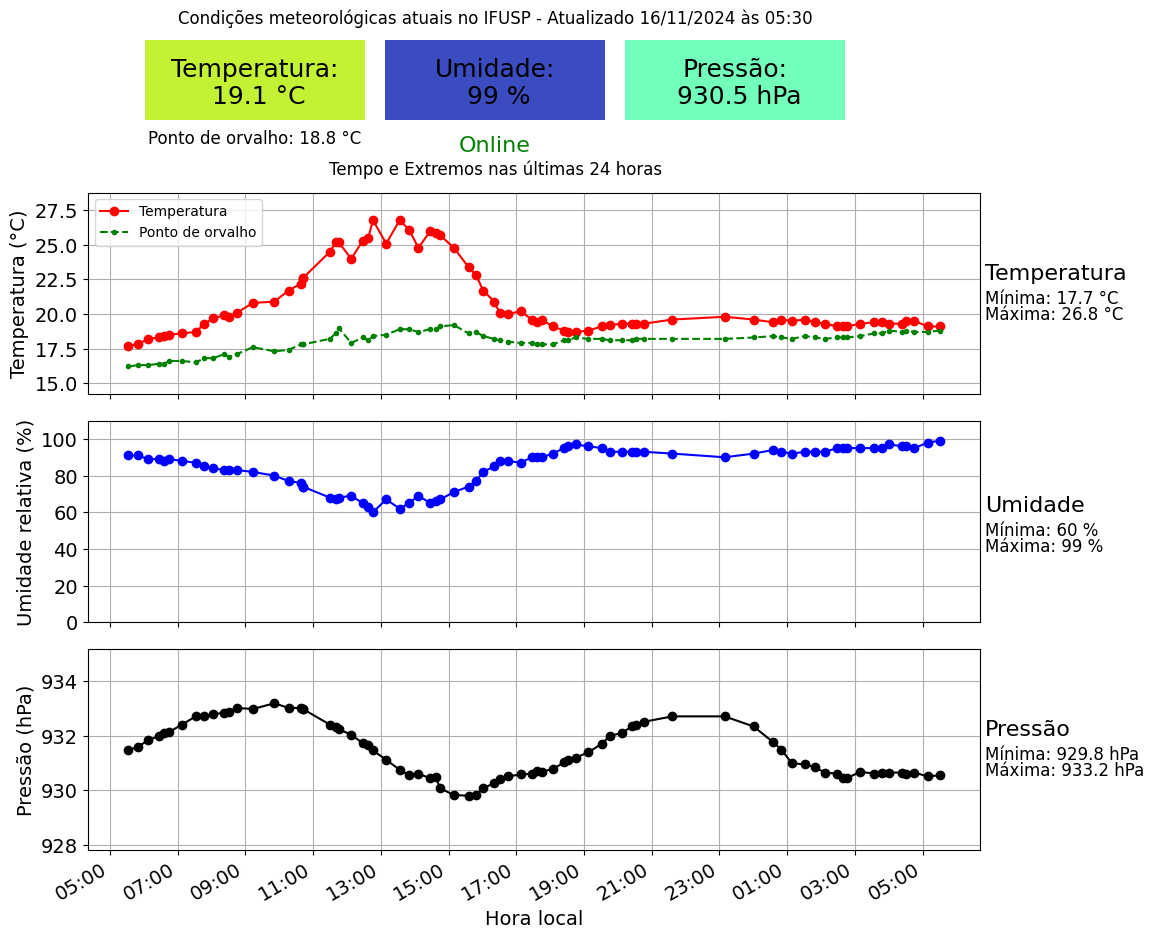 Condições meteorológicas atuais no IFUSP - Atualizado 16/11/2024 às 05:30
Temperatura:
19.1 °C
Umidade:
99 %
Pressão:
930.5 hPa
Ponto de orvalho: 18.8 °C
Online
Tempo e Extremos nas últimas 24 horas
Temperatura (°C)
27.5
25.0
22.5
20.0
17.5
15.0
Temperatura
Ponto de orvalho
Temperatura
Mínima: 17.7 °C
Máxima: 26.8 °C
Umidade relativa (%)
100
80
60
40
20
0
Umidade
Mínima: 60 %
Máxima: 99 %
Pressão (hPa)
934
932
930
928
Pressão
Mínima: 929.8 hPa
Máxima: 933.2 hPa
05:00 07:00 09:00 11:00 13:00 15:00 17:00 19:00 21:00 23:00 01:00 03:00 05:00
Hora local